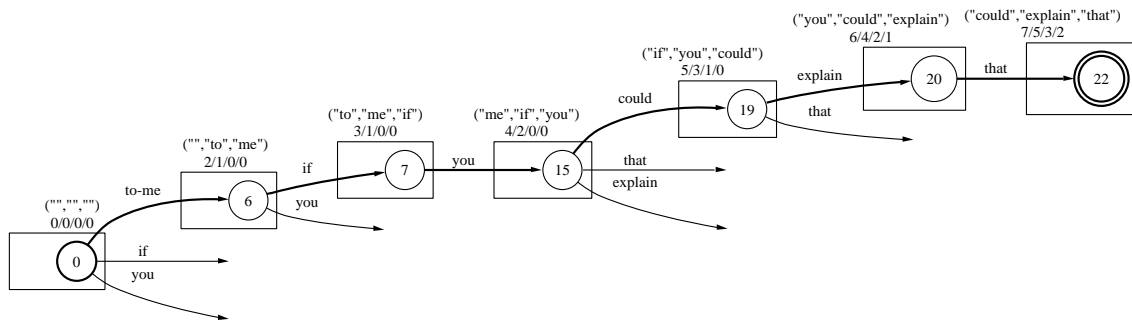 ("","","")
0/0/0/0
0
to-me
if
you
("","to","me")
2/1/0/0
6
if
you
("to","me","if")
3/1/0/0
7
you
("me","if","you")
4/2/0/0
15
could
that
explain
("if","you","could")
5/3/1/0
19
explain
that
("you","could","explain")
6/4/2/1
20
that
("could","explain","that")
7/5/3/2
22